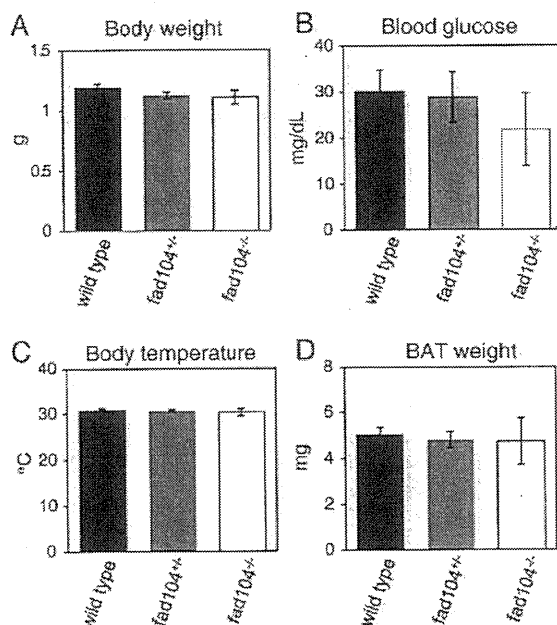 A Body weight
1.5
1
0.5
0
g
wild type
fad104+/-
fad104-/-
B Blood glucose
40
30
20
10
0
mg/dL
wild type
fad104+/-
fad104-/-
C Body temperature
40
30
20
10
0
°C
wild type
fad104+/-
fad104-/-
D BAT weight
8
6
4
2
0
mg
wild type
fad104+/-
fad104-/-